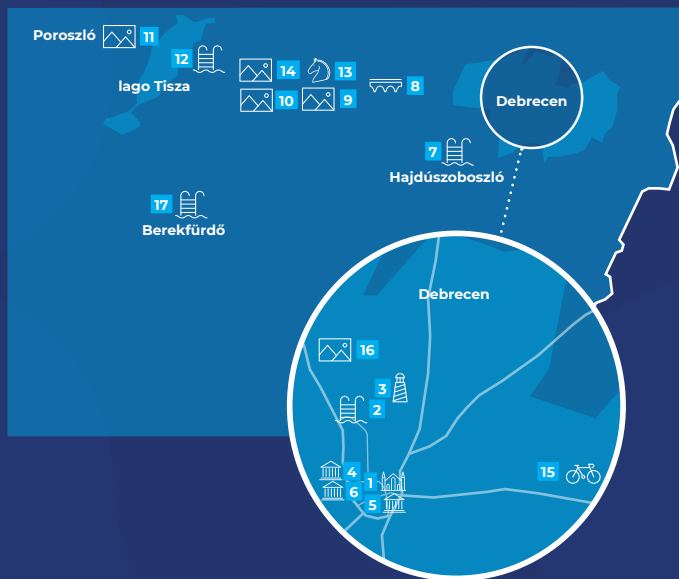 Poroszló 11
12
lago Tisza
14 13
10 9
8
Debrecen
7
Hajdúszoboszló
17
Berekfürdő
Debrecen
16
3
2
4 1
6
5
15